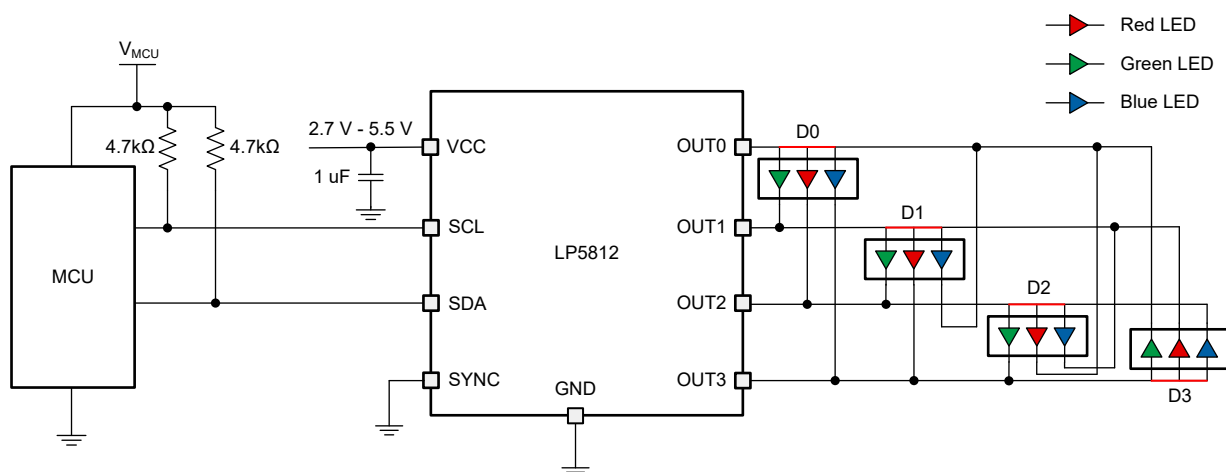 Red LED
Green LED
Blue LED
VMCU
4.7kΩ
4.7kΩ
2.7 V - 5.5 V
1 uF
MCU
VCC
SCL
SDA
SYNC
GND
LP5812
OUT0
OUT1
OUT2
OUT3
D0
D1
D2
D3